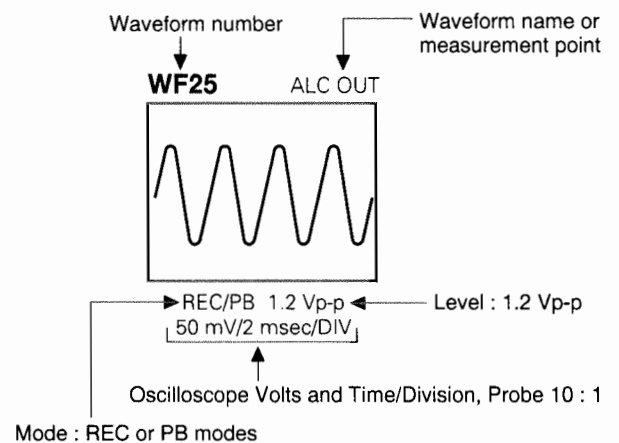 Waveform number
Waveform name or
measurement point
WF25 ALC OUT
REC/PB 1.2 Vp-p
Level : 1.2 Vp-p
50 mV/2 msec/DIV
Oscilloscope Volts and Time/Division, Probe 10 : 1
Mode : REC or PB modes